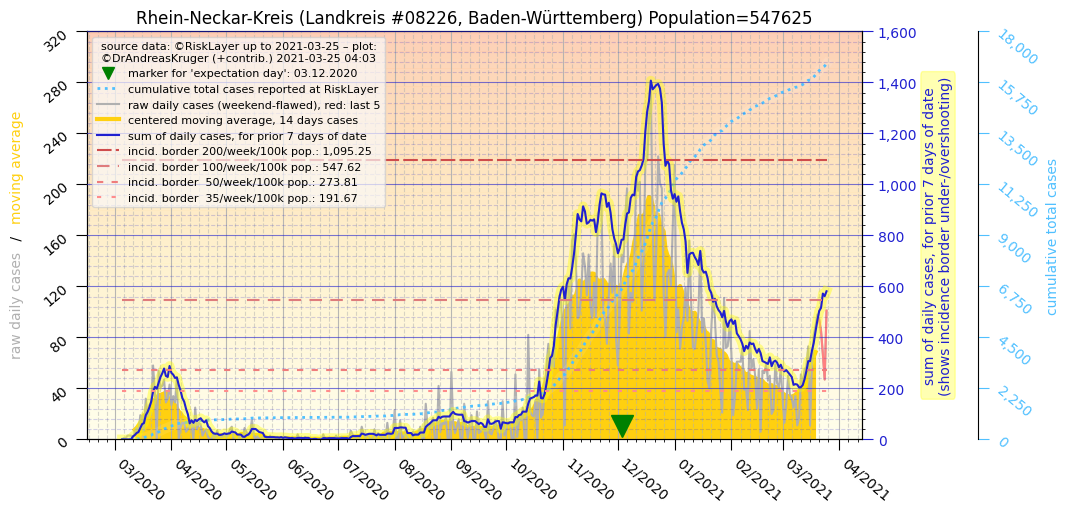 Rhein-Neckar-Kreis (Landkreis #08226, Baden-Württemberg) Population=547625
source data: ©RiskLayer up to 2021-03-25 – plot:
©DrAndreasKruger (+contrib.) 2021-03-25 04:03
marker for 'expectation day': 03.12.2020
cumulative total cases reported at RiskLayer
raw daily cases (weekend-flawed), red: last 5
centered moving average, 14 days cases
sum of daily cases, for prior 7 days of date
incid. border 200/week/100k pop.: 1,095.25
incid. border 100/week/100k pop.: 547.62
incid. border 50/week/100k pop.: 273.81
incid. border 35/week/100k pop.: 191.67
raw daily cases / moving average
320
280
240
200
160
120
80
40
0
03/2020
04/2020
05/2020
06/2020
07/2020
08/2020
09/2020
10/2020
11/2020
12/2020
01/2021
02/2021
03/2021
04/2021
1,600
1,400
1,200
1,000
800
600
400
200
0
sum of daily cases, for prior 7 days of date
(shows incidence border under-/overshooting)
18,000
15,750
13,500
11,250
9,000
6,750
4,500
2,250
0
cumulative total cases